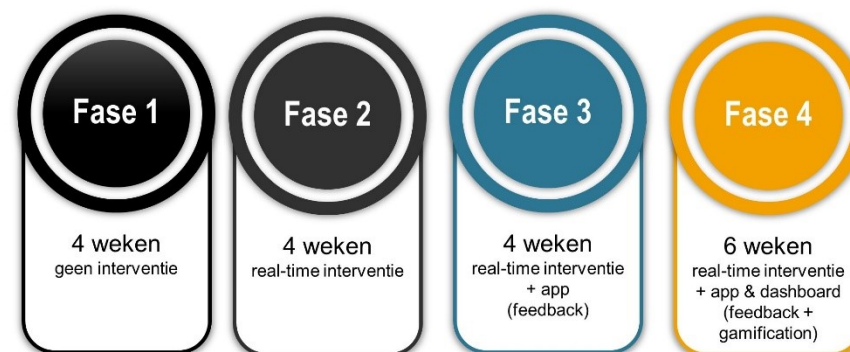 Fase 1
4 weken
geen interventie
Fase 2
4 weken
real-time interventie
Fase 3
4 weken
real-time interventie
+ app
(feedback)
Fase 4
6 weken
real-time interventie
+ app & dashboard
(feedback +
gamification)